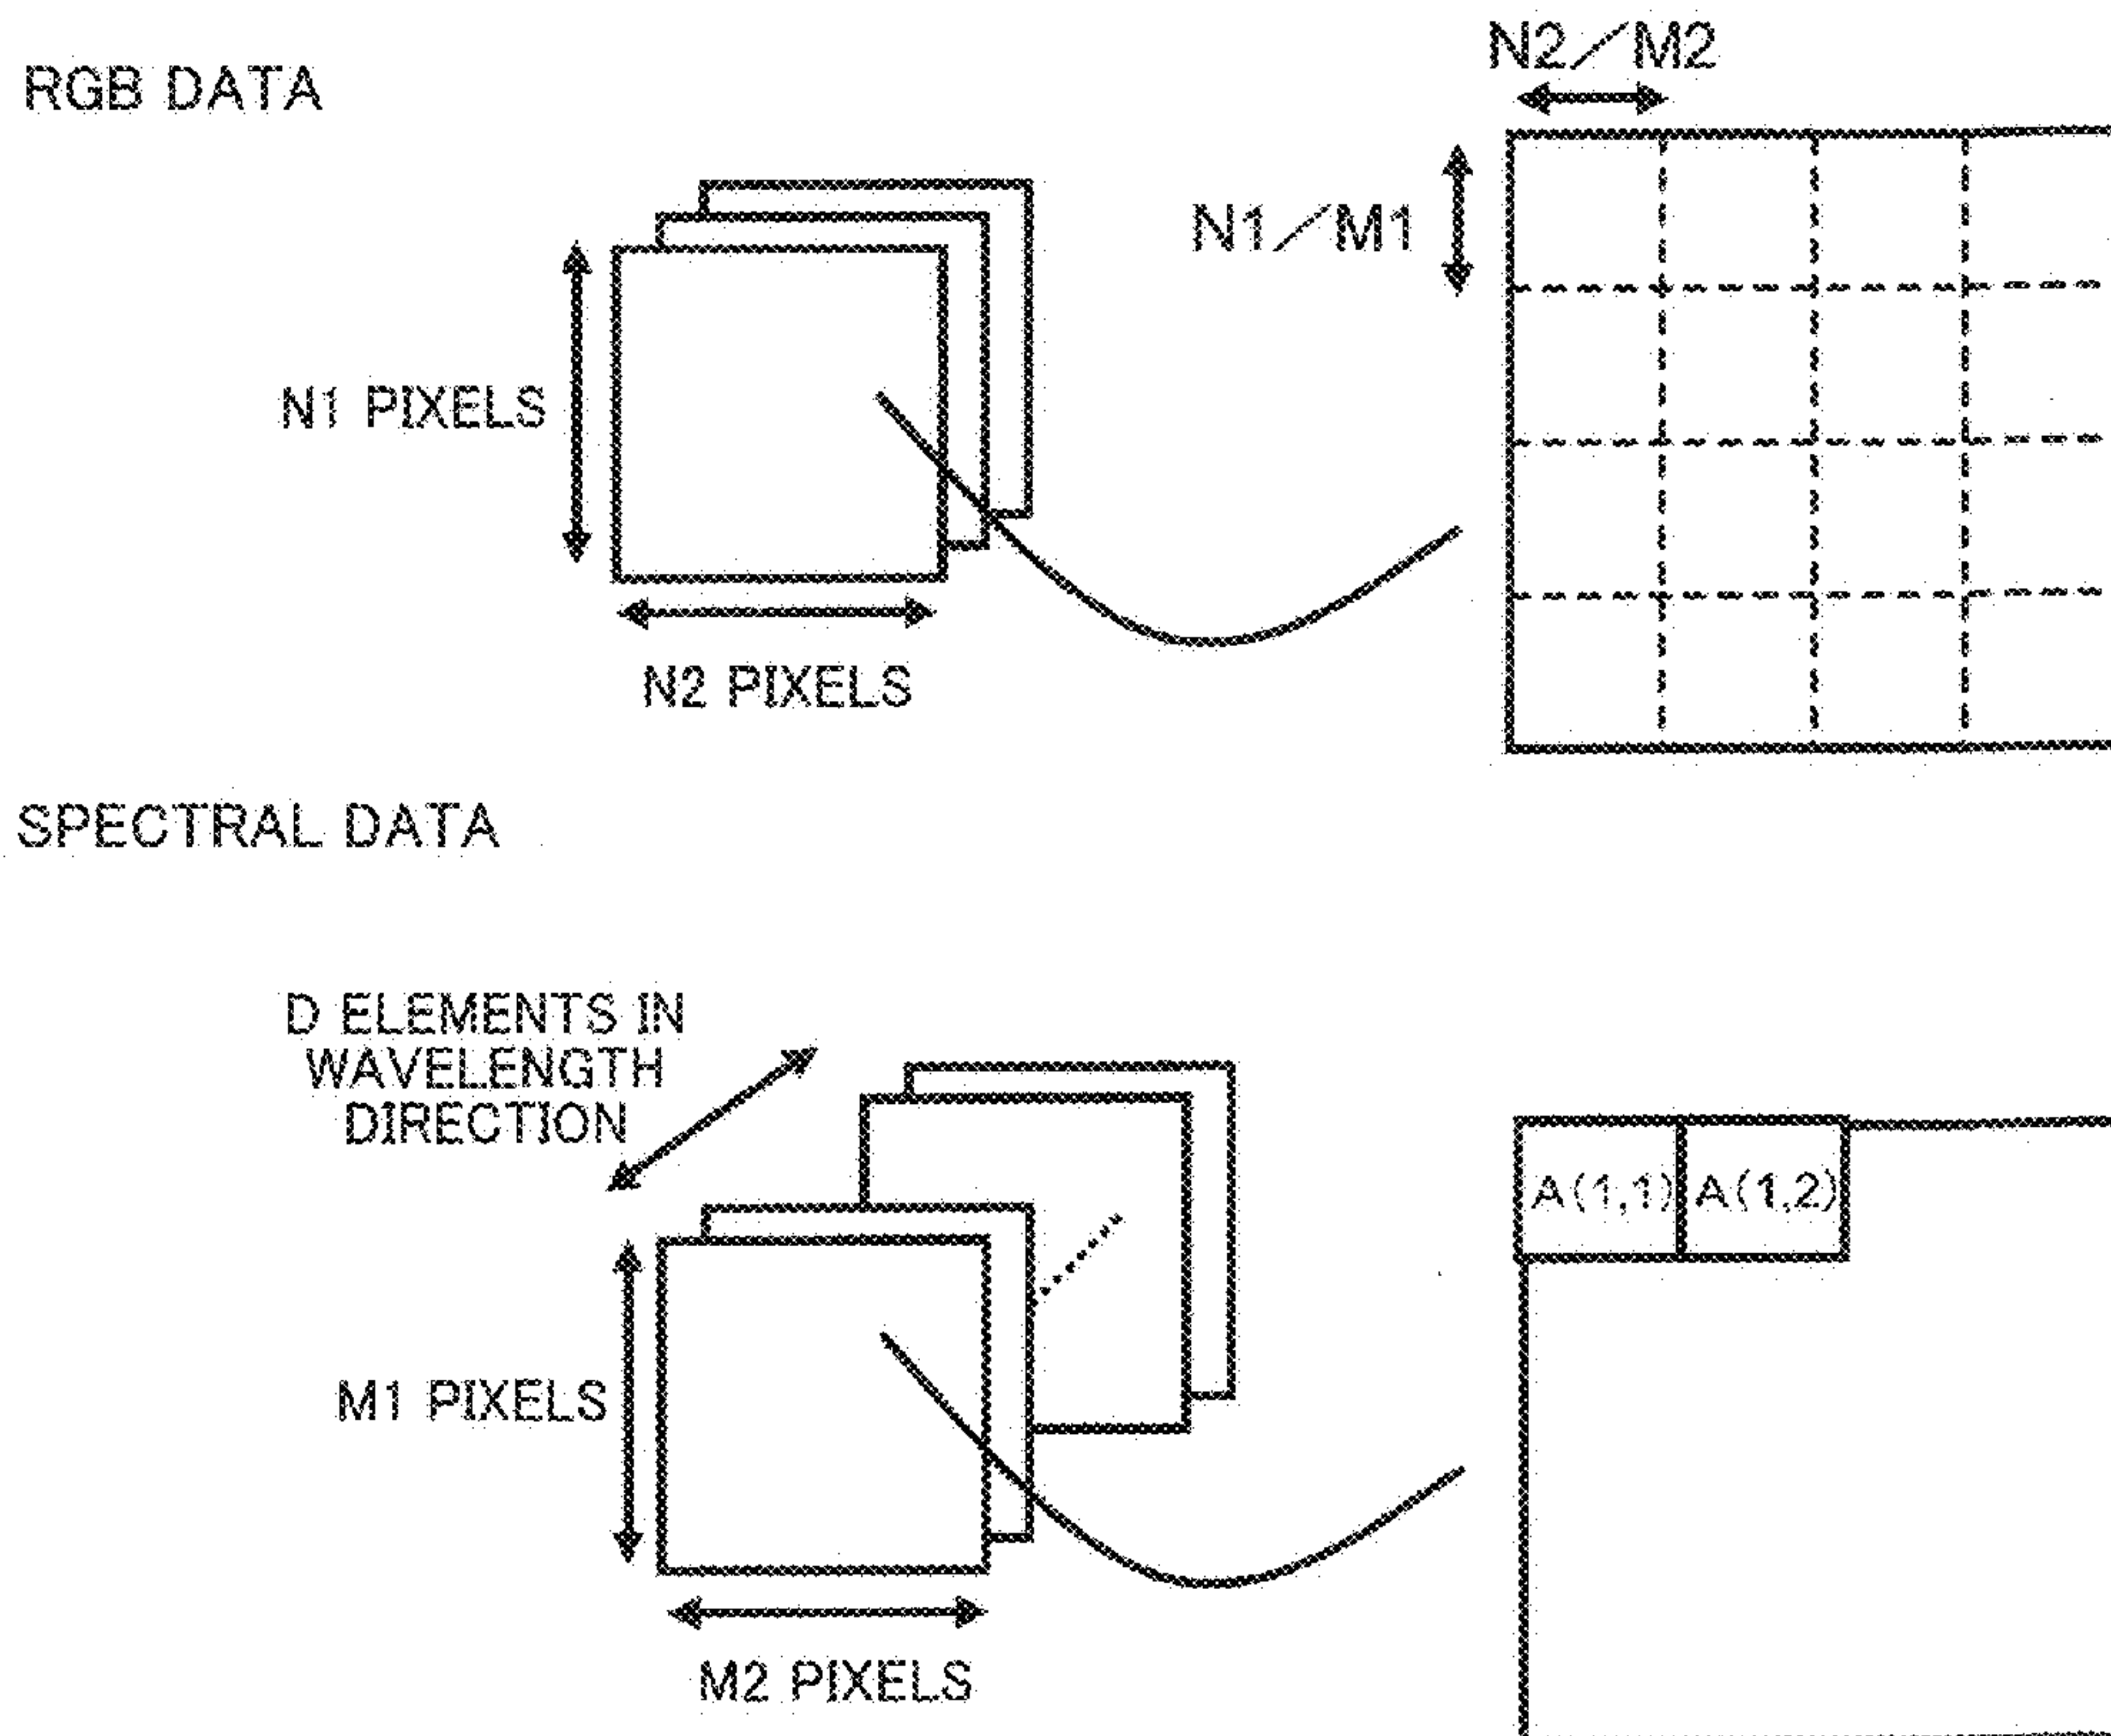 RGB DATA
N2/M2
N1/M1
N1 PIXELS
N2 PIXELS
SPECTRAL DATA
D ELEMENTS IN
WAVELENGTH
DIRECTION
A(1,1) A(1,2)
M1 PIXELS
M2 PIXELS